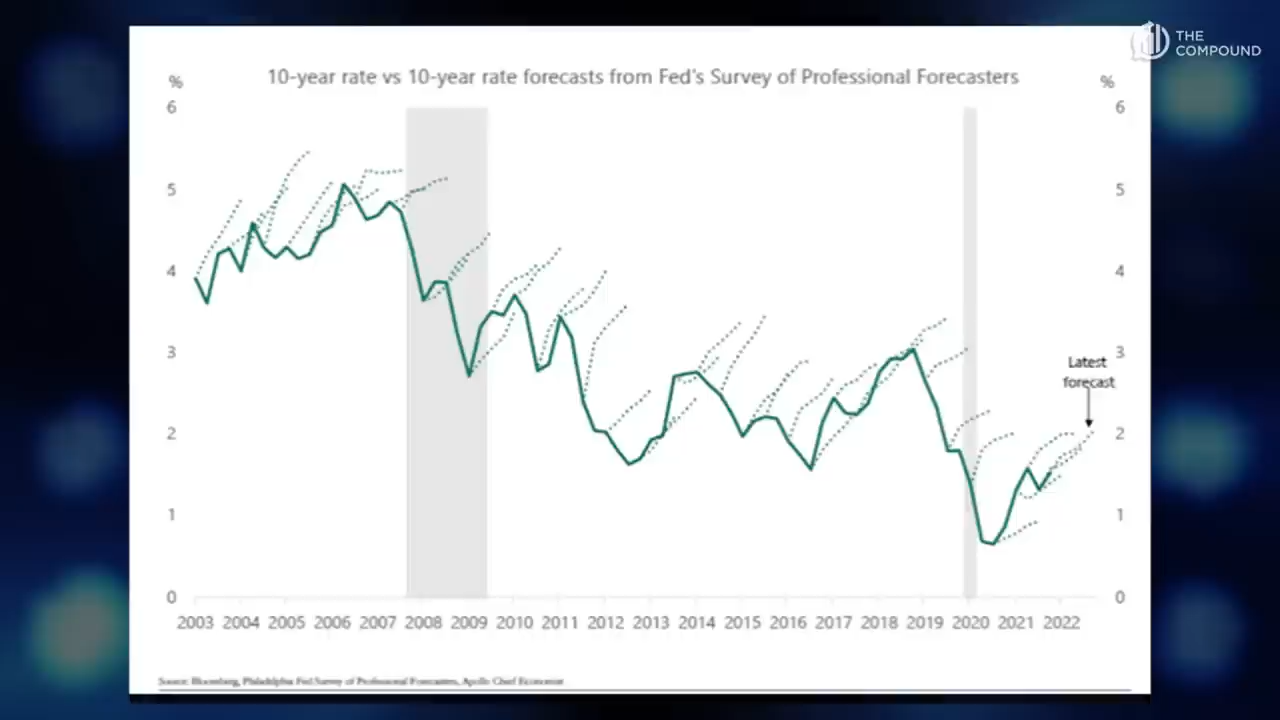 THE
COMPOUND
10-year rate vs 10-year rate forecasts from Fed's Survey of Professional Forecasters
% %
6 6
5 5
4 4
3 3
Latest
forecast
2 2
1 1
0 0
2003 2004 2005 2006 2007 2008 2009 2010 2011 2012 2013 2014 2015 2016 2017 2018 2019 2020 2021 2022
Source: Bloomberg, Philadelphia Fed Survey of Professional Forecasters, Apollo Chief Economist